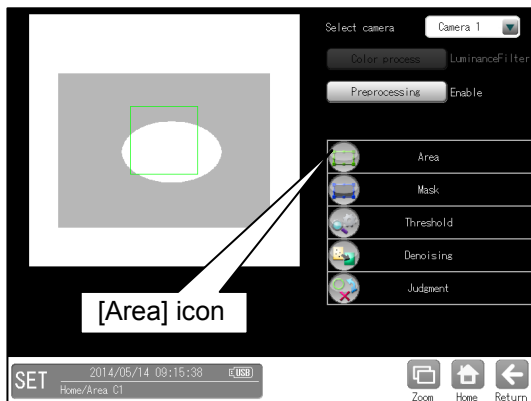 Select camera
Camera 1
Color process
LuminanceFilter
Preprocessing
Enable
Area
Mask
Threshold
Denoising
Judgment
[Area] icon
SET
2014/05/14 09:15:38
USB
Home/Area C1
Zoom
Home
Return